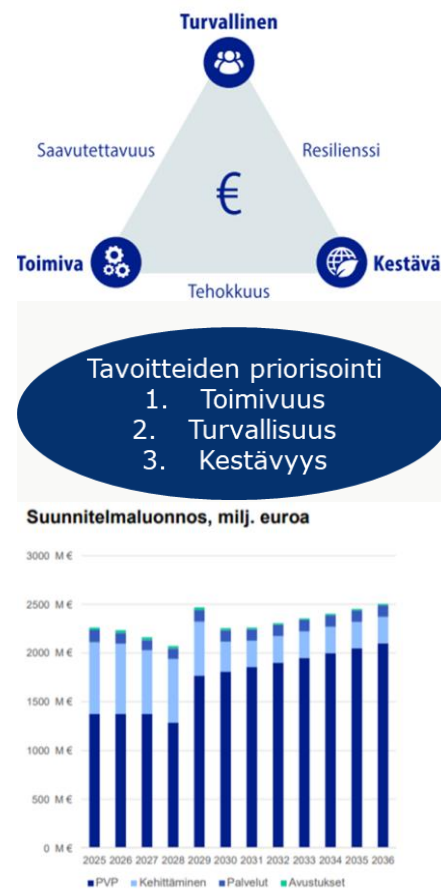 Turvallinen
Saavutettavuus
Resilienssi
€
Toimiva
Kestävä
Tehokkuus
Tavoitteiden priorisointi
1. Toimivuus
2. Turvallisuus
3. Kestävyys
Suunnitelmaluonnos, milj. euroa
3000 M€
2500 M€
2000 M€
1500 M€
1000 M€
500 M€
0 M€
2025 2026 2027 2028 2029 2030 2031 2032 2033 2034 2035 2036
PVP Kehittäminen Palvelut Avustukset